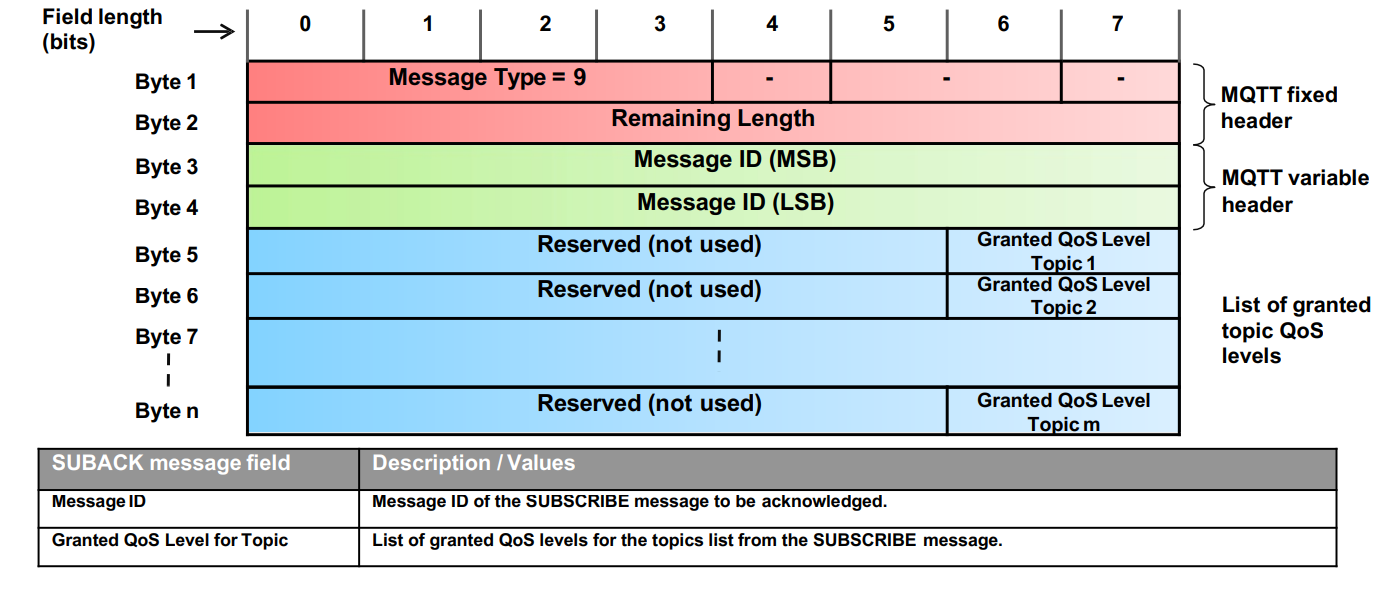 Field length
(bits)
0 1 2 3 4 5 6 7
Byte 1
Message Type = 9
-
-
-
Byte 2
Remaining Length
MQTT fixed
header
Byte 3
Message ID (MSB)
Byte 4
Message ID (LSB)
MQTT variable
header
Byte 5
Reserved (not used)
Granted QoS Level
Topic 1
Byte 6
Reserved (not used)
Granted QoS Level
Topic 2
Byte 7
List of granted
topic QoS
levels
Byte n
Reserved (not used)
Granted QoS Level
Topic m
SUBACK message field
Description / Values
Message ID
Message ID of the SUBSCRIBE message to be acknowledged.
Granted QoS Level for Topic
List of granted QoS levels for the topics list from the SUBSCRIBE message.